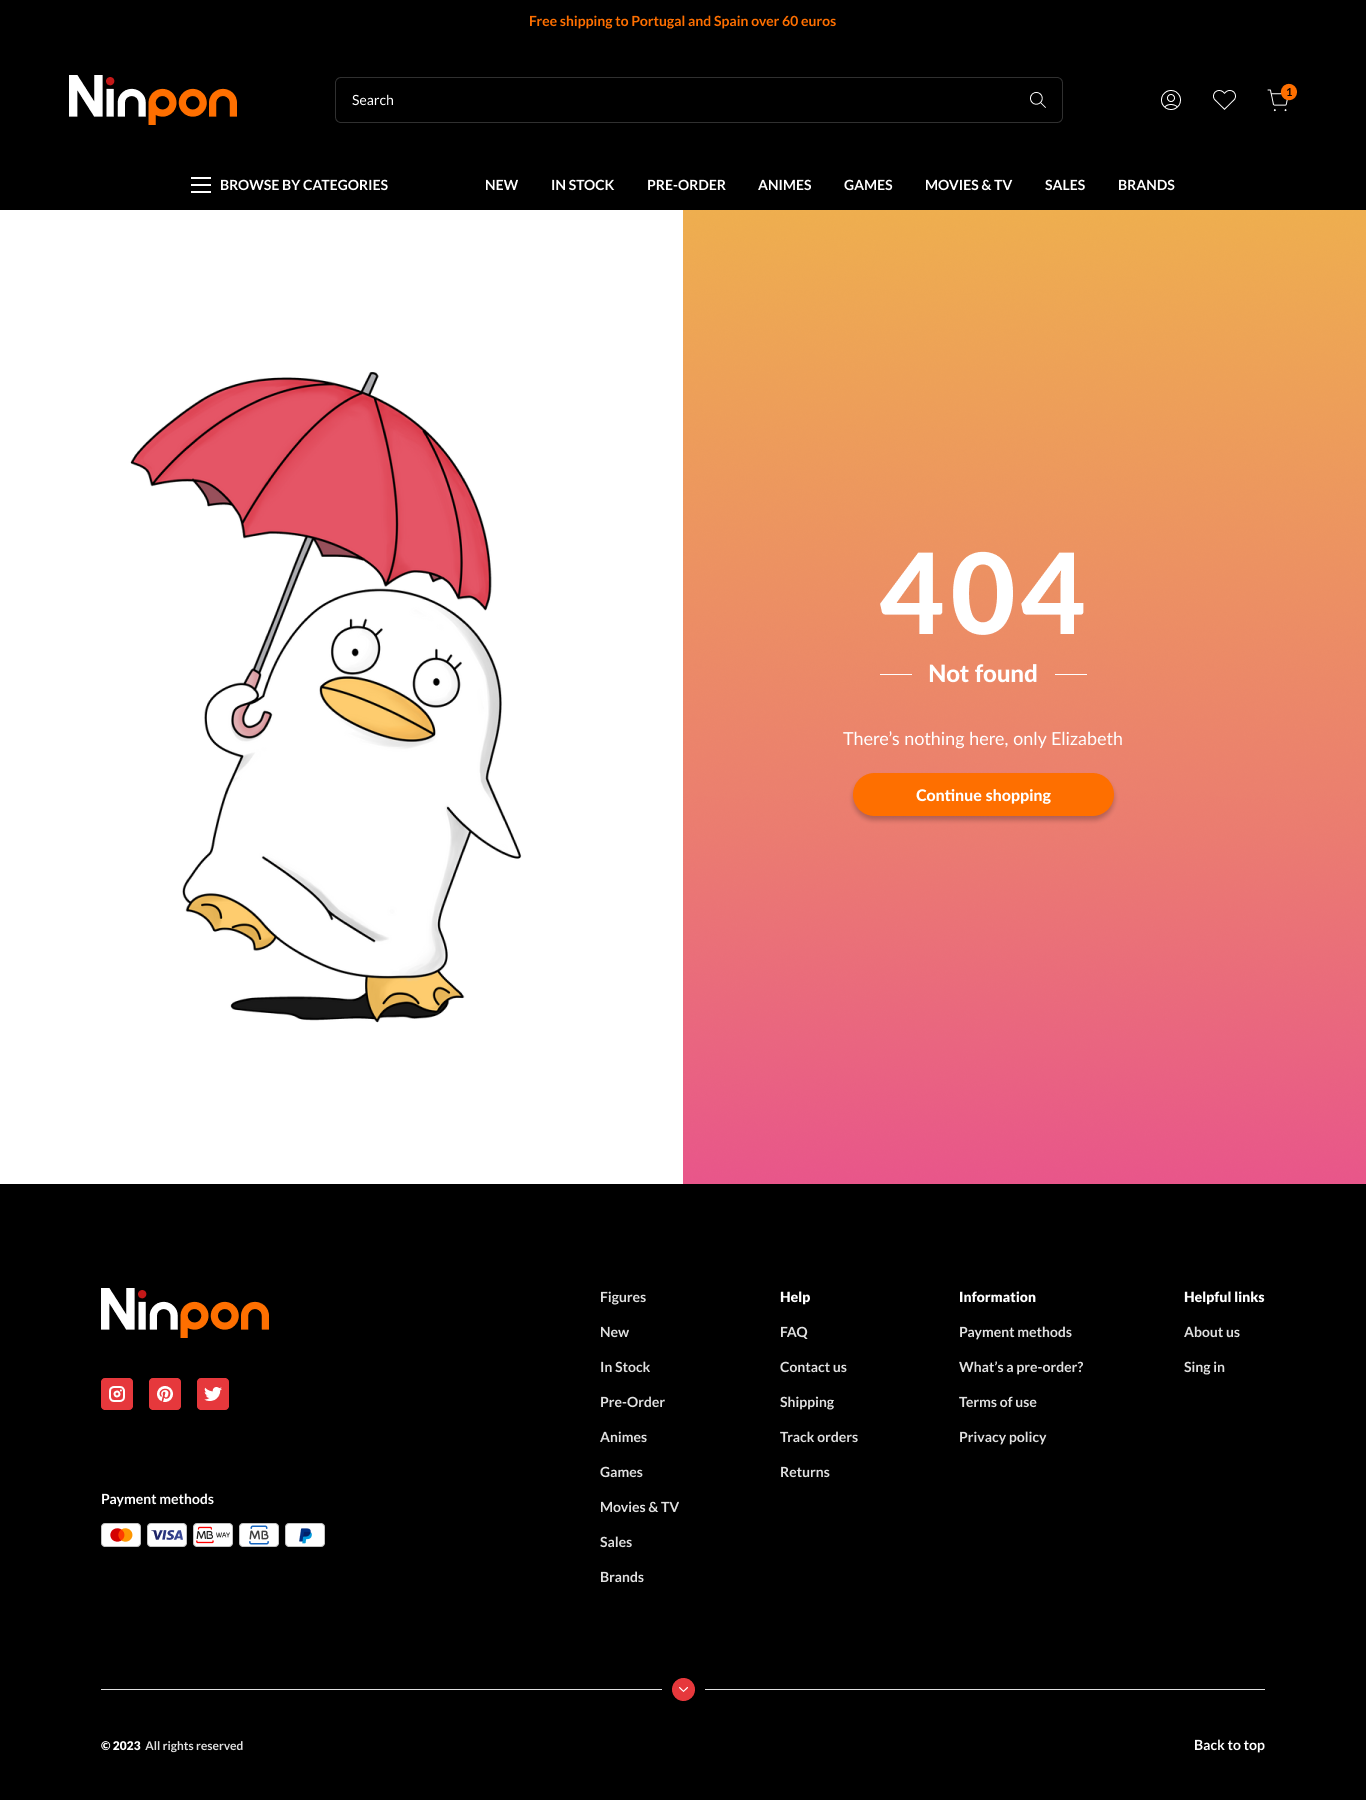 Free shipping to Portugal and Spain over 60 euros
Ninpon
Search
1
BROWSE BY CATEGORIES
NEW
IN STOCK
PRE-ORDER
ANIMES
GAMES
MOVIES & TV
SALES
BRANDS
404
Not found
There's nothing here, only Elizabeth
Continue shopping
Ninpon
Payment methods
VISA
MB WAY
MB
Figures
New
In Stock
Pre-Order
Animes
Games
Movies & TV
Sales
Brands
Help
FAQ
Contact us
Shipping
Track orders
Returns
Information
Payment methods
What's a pre-order?
Terms of use
Privacy policy
Helpful links
About us
Sing in
© 2023 All rights reserved
Back to top